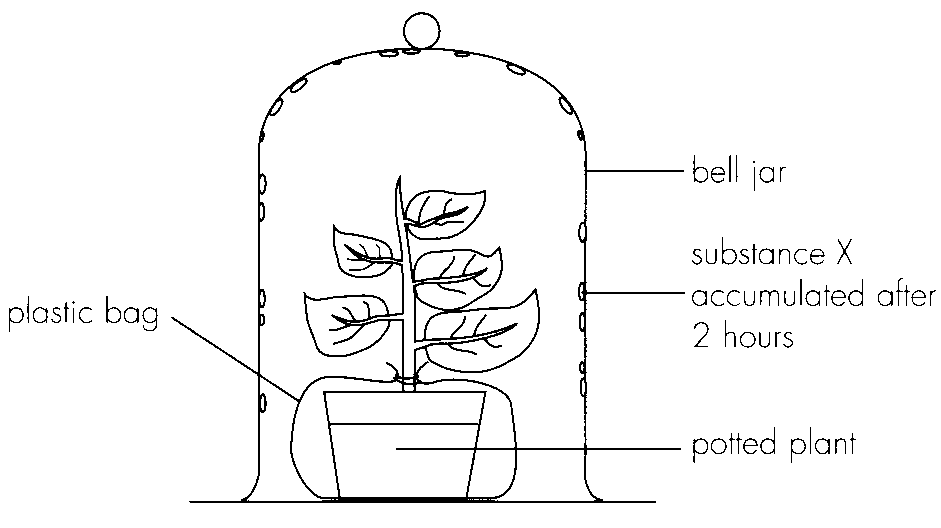 bell jar
substance X
accumulated after
2 hours
plastic bag
potted plant